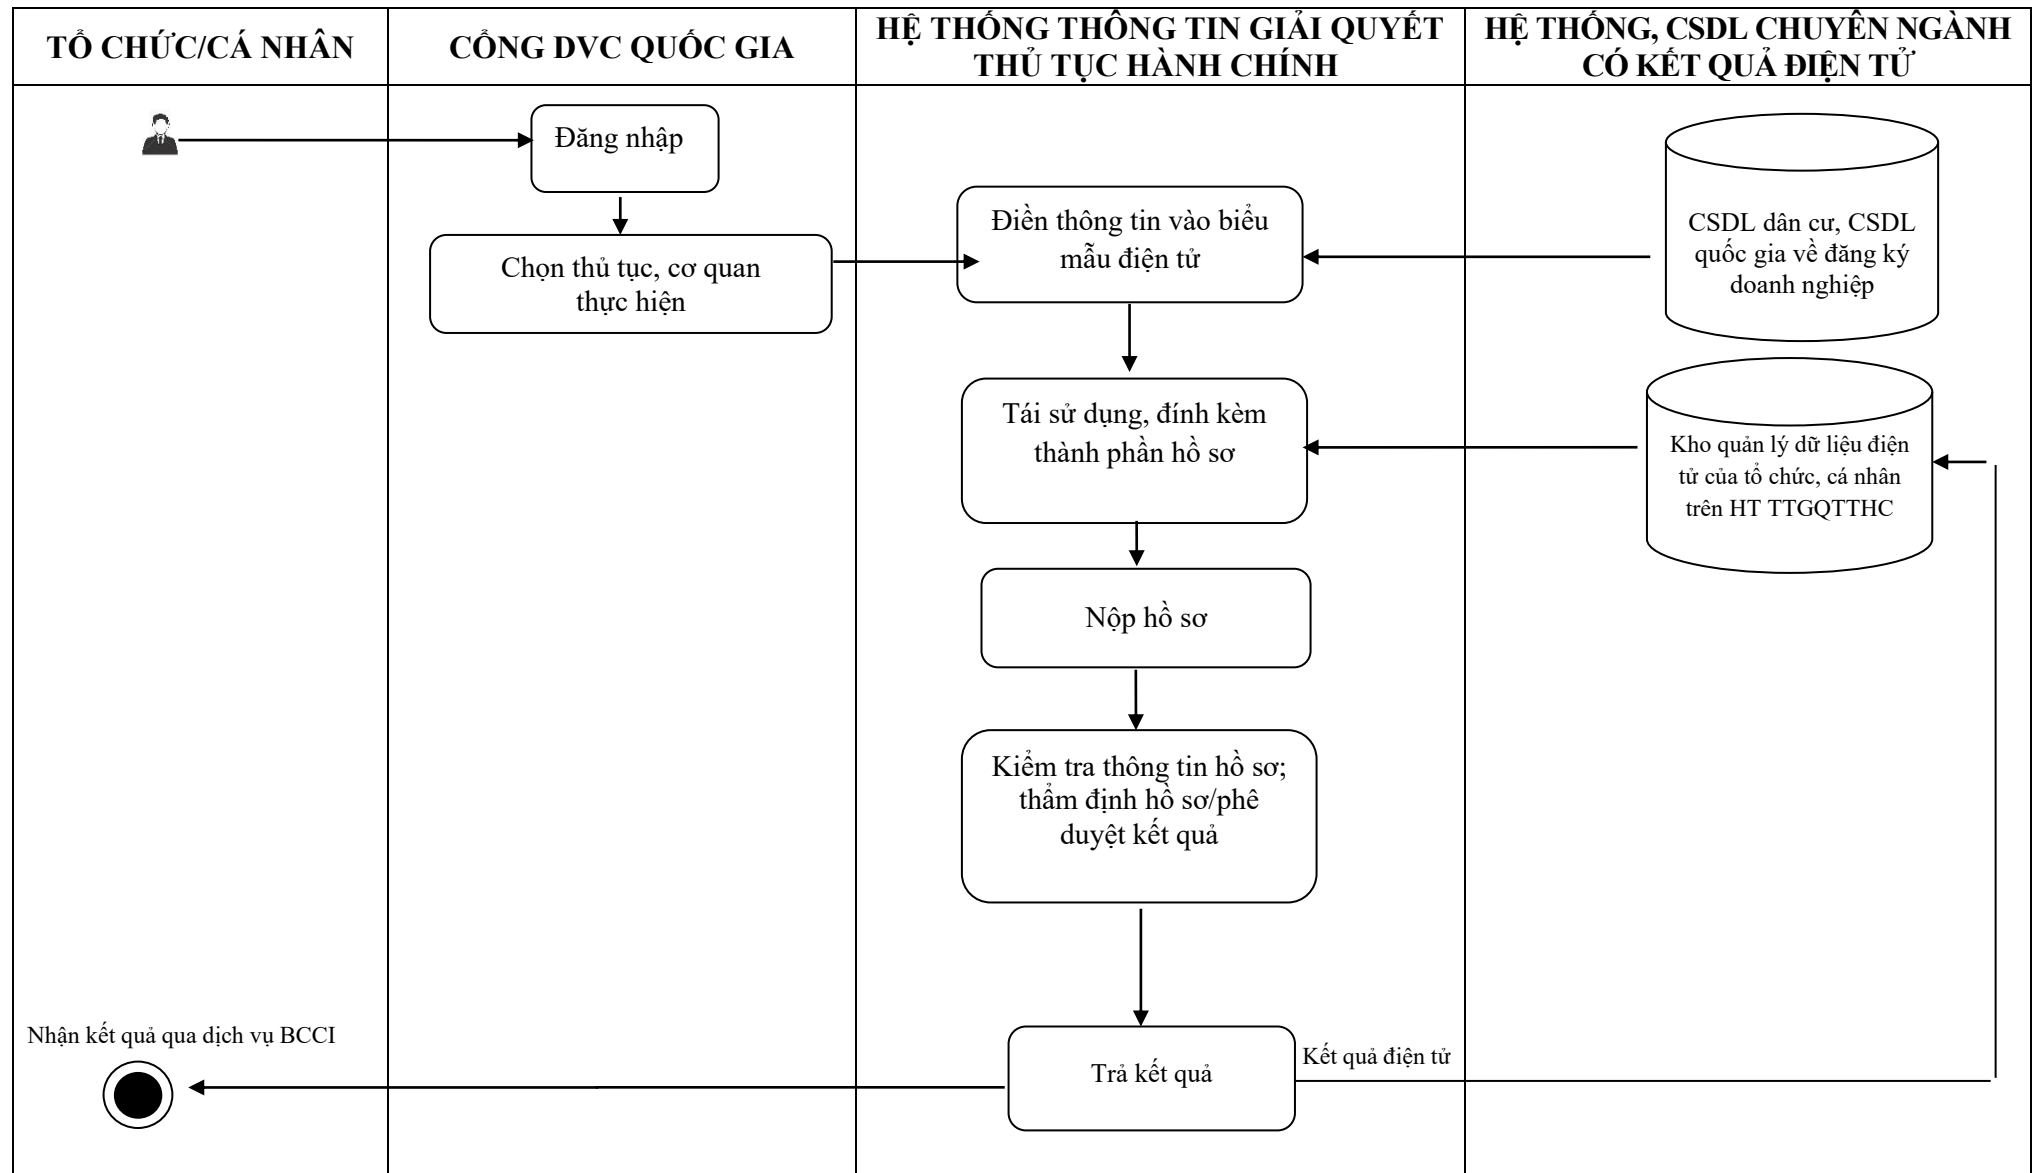 TỔ CHỨC/CÁ NHÂN
CỔNG DVC QUỐC GIA
HỆ THỐNG THÔNG TIN GIẢI QUYẾT
THỦ TỤC HÀNH CHÍNH
HỆ THỐNG, CSDL CHUYÊN NGÀNH
CÓ KẾT QUẢ ĐIỆN TỬ
Đăng nhập
Chọn thủ tục, cơ quan
thực hiện
Điền thông tin vào biểu
mẫu điện tử
CSDL dân cư, CSDL
quốc gia về đăng ký
doanh nghiệp
Tái sử dụng, đính kèm
thành phần hồ sơ
Kho quản lý dữ liệu điện
tử của tổ chức, cá nhân
trên HT TTGQTTHC
Nộp hồ sơ
Kiểm tra thông tin hồ sơ;
thẩm định hồ sơ/phê
duyệt kết quả
Nhận kết quả qua dịch vụ BCCI
Trả kết quả
Kết quả điện tử